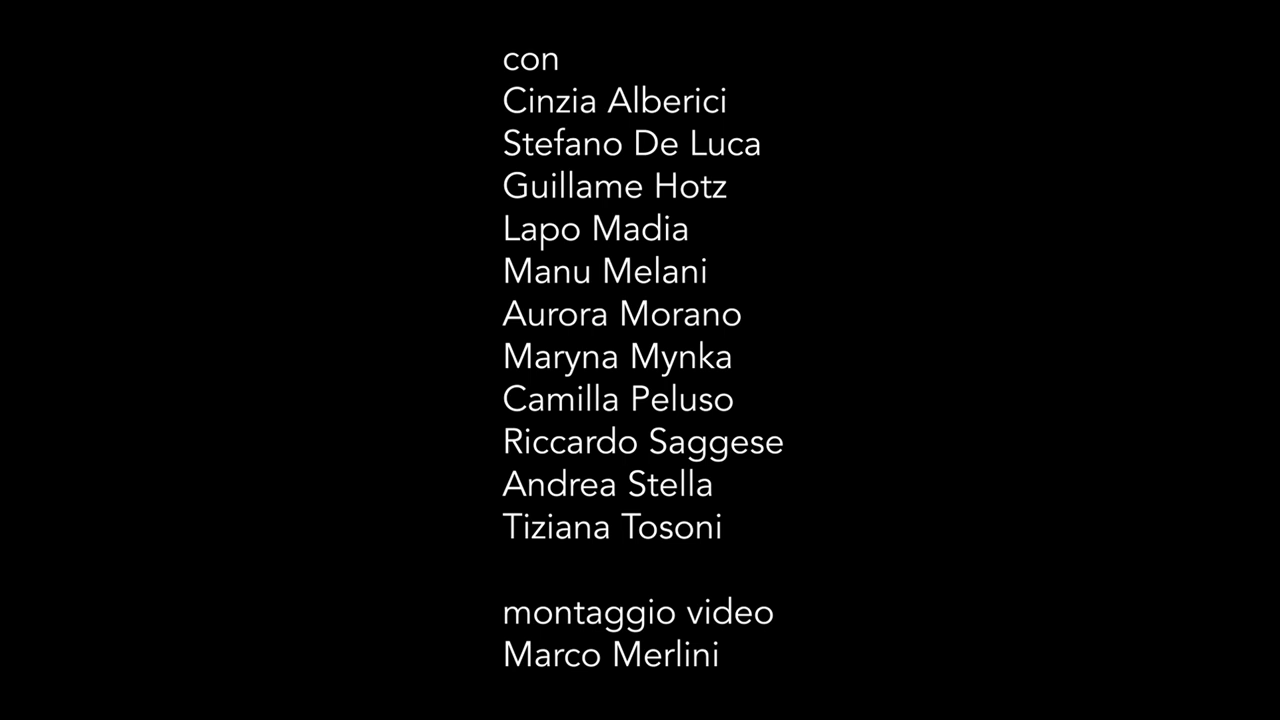 con
Cinzia Alberici
Stefano De Luca
Guillame Hotz
Lapo Madia
Manu Melani
Aurora Morano
Maryna Mynka
Camilla Peluso
Riccardo Saggese
Andrea Stella
Tiziana Tosoni
montaggio video
Marco Merlini